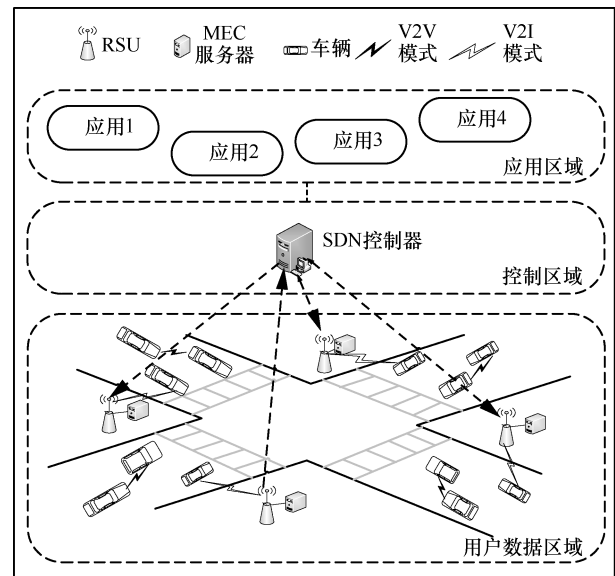 RSU
MEC
服务器
车辆
V2V
模式
V2I
模式
应用1
应用2
应用3
应用4
应用区域
SDN控制器
控制区域
用户数据区域